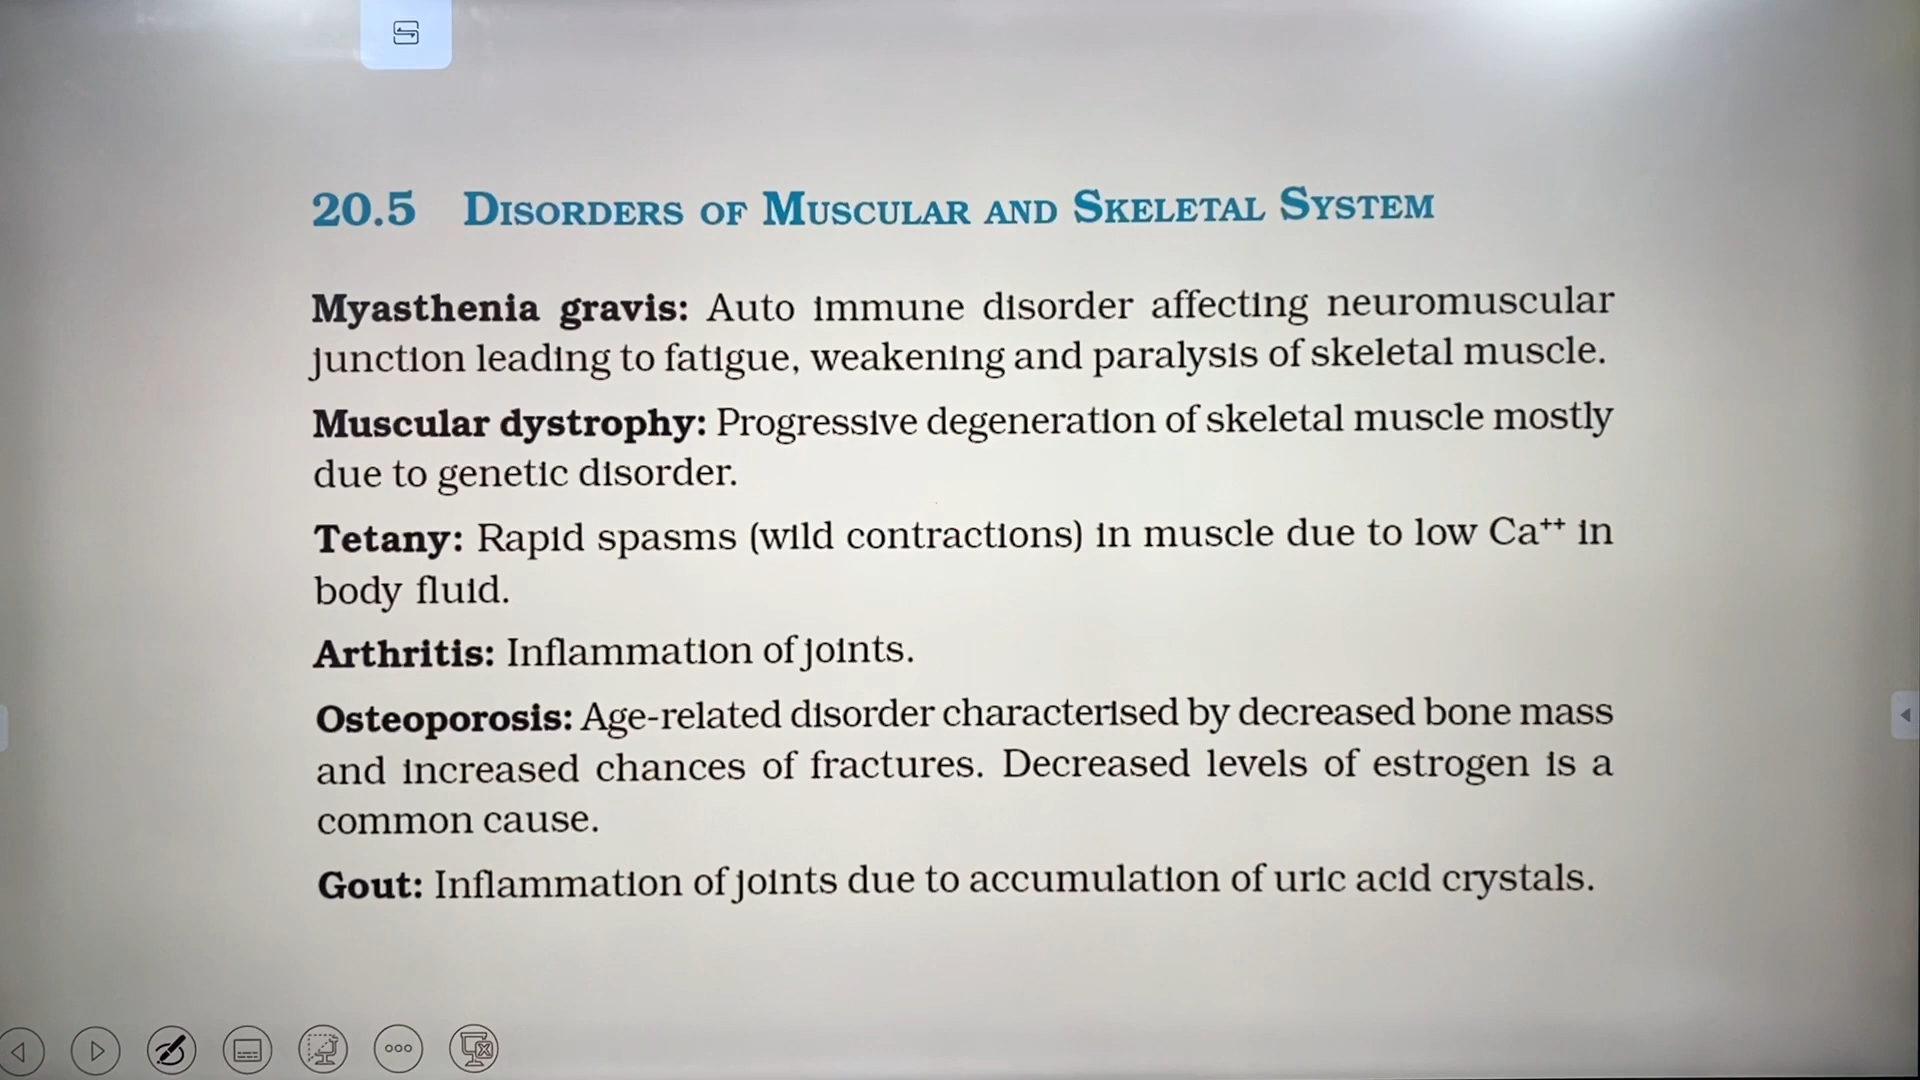 20.5 Disorders of Muscular and Skeletal System
Myasthenia gravis: Auto immune disorder affecting neuromuscular
junction leading to fatigue, weakening and paralysis of skeletal muscle.
Muscular dystrophy: Progressive degeneration of skeletal muscle mostly
due to genetic disorder.
Tetany: Rapid spasms (wild contractions) in muscle due to low Ca⁺⁺ in
body fluid.
Arthritis: Inflammation of joints.
Osteoporosis: Age-related disorder characterised by decreased bone mass
and increased chances of fractures. Decreased levels of estrogen is a
common cause.
Gout: Inflammation of joints due to accumulation of uric acid crystals.